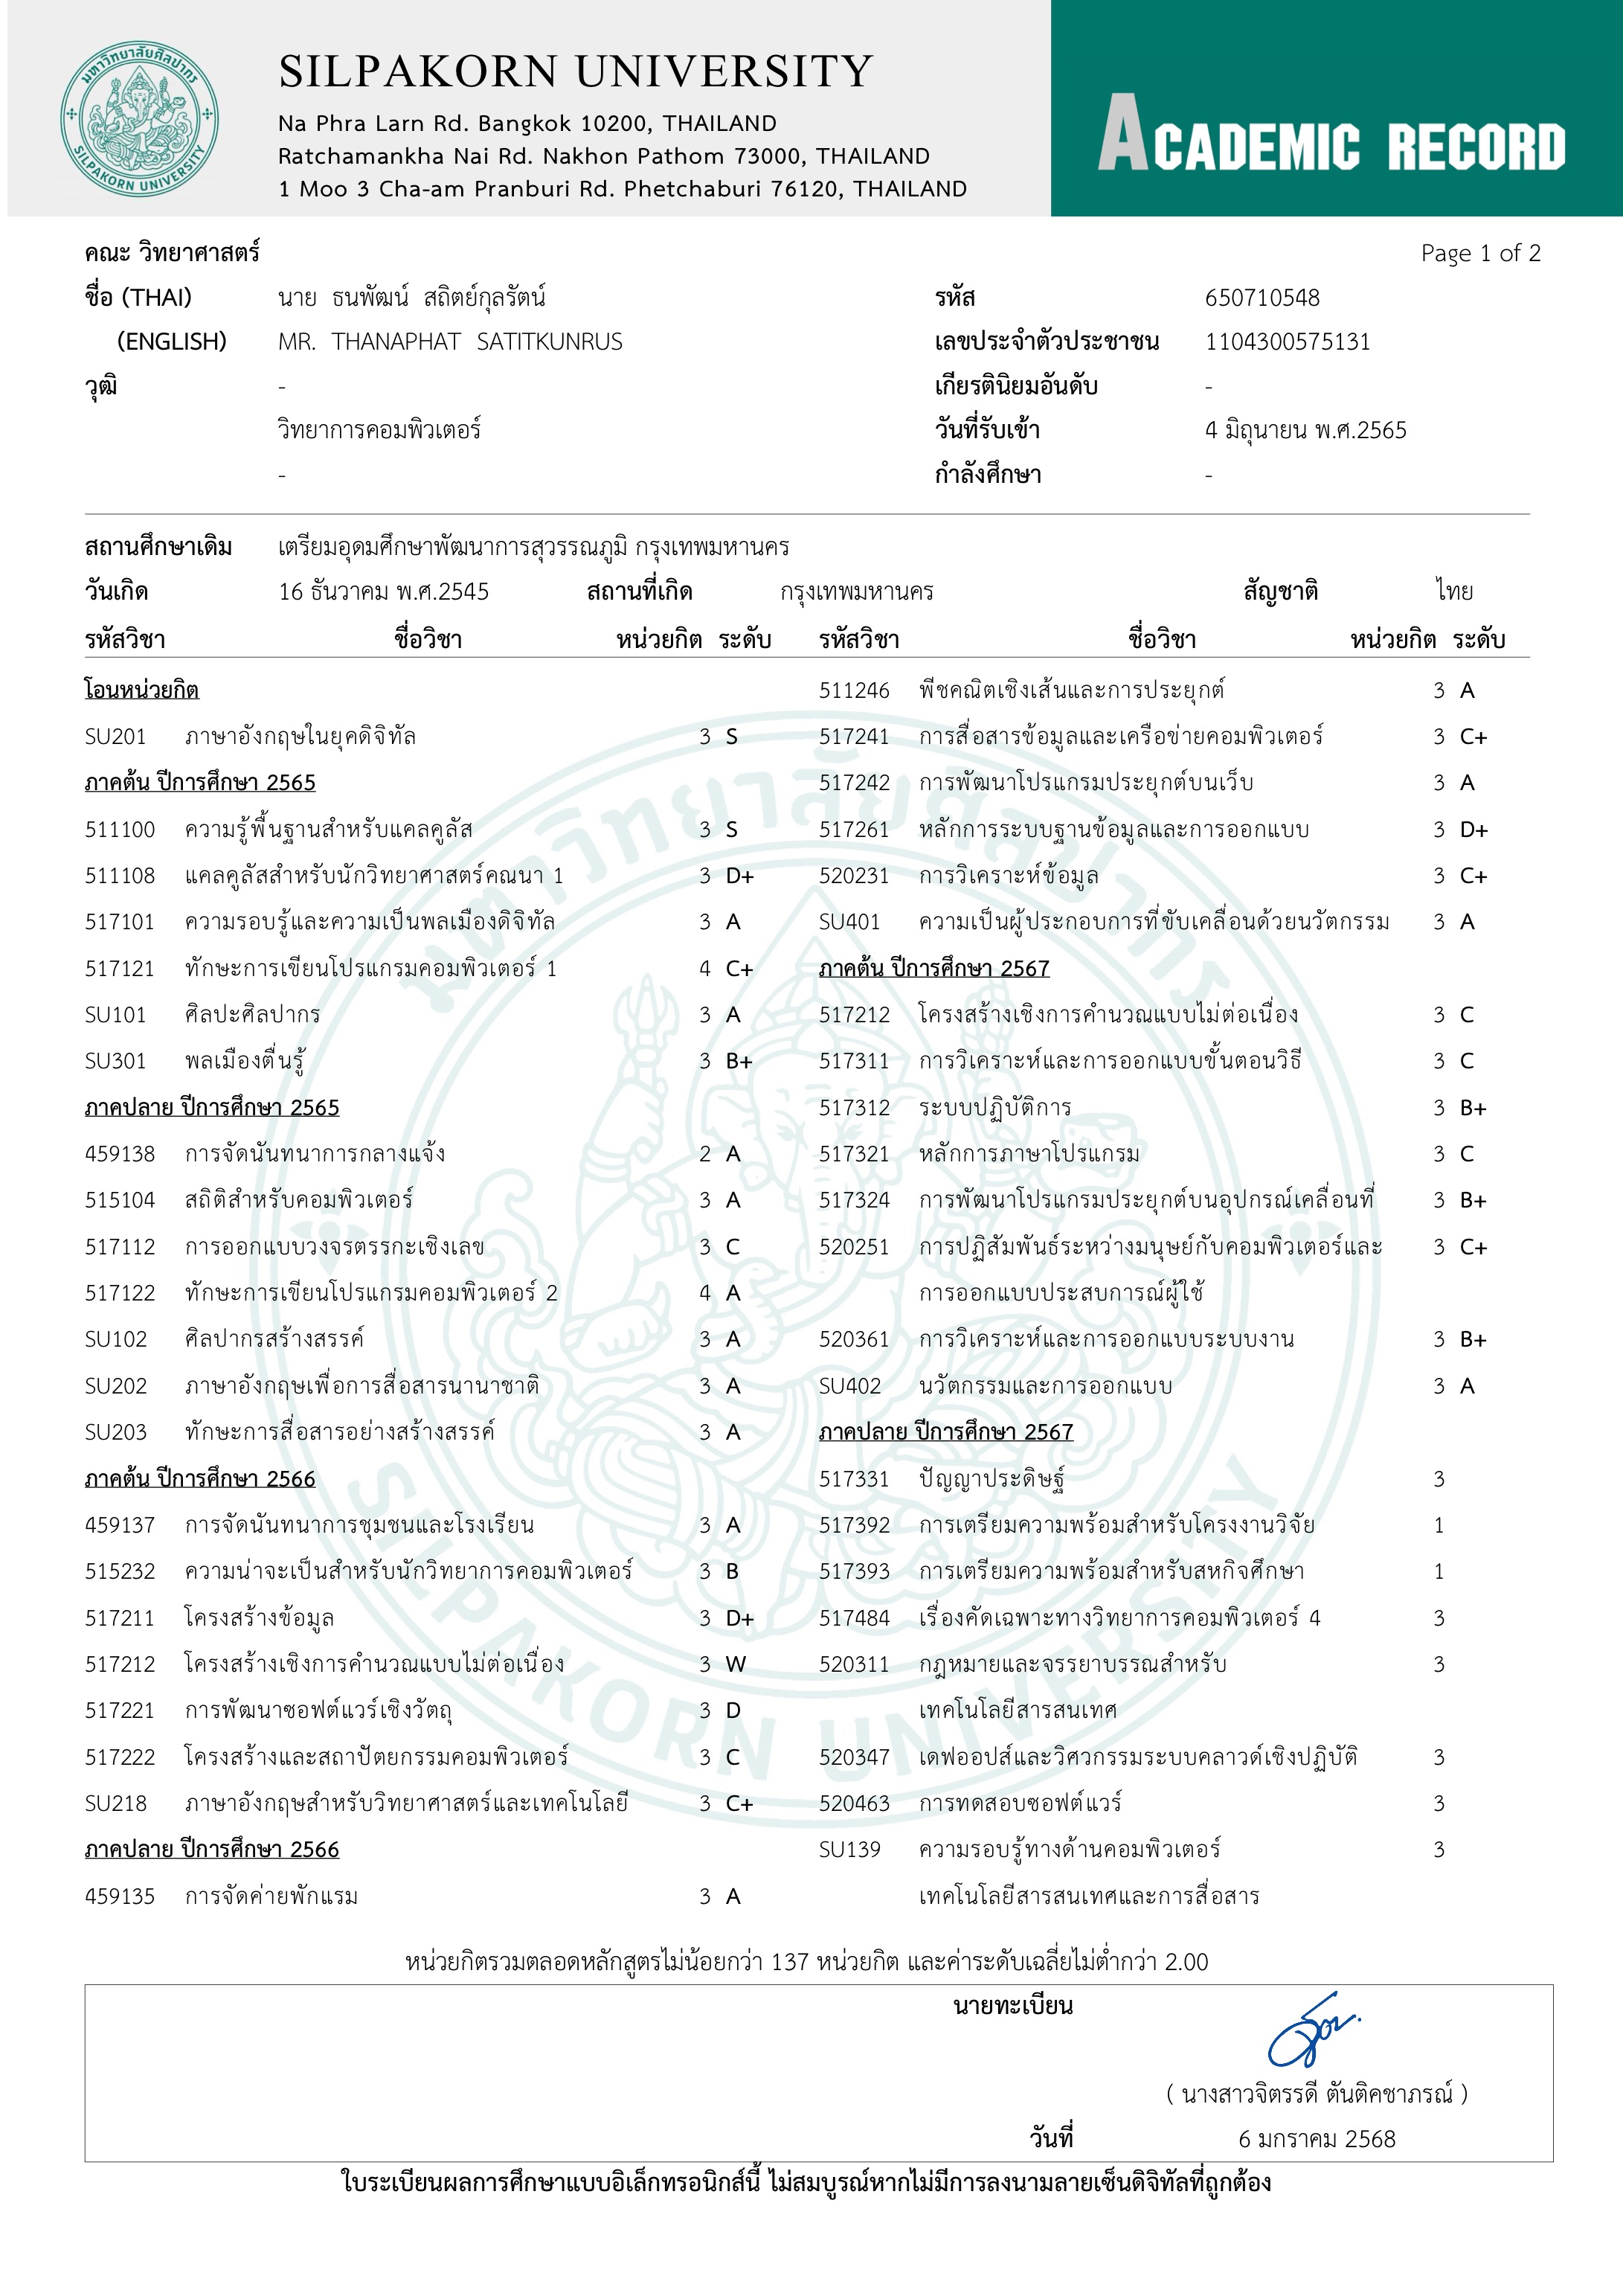 SILPAKORN UNIVERSITY
Na Phra Larn Rd. Bangkok 10200, THAILAND
Ratchamankha Nai Rd. Nakhon Pathom 73000, THAILAND
1 Moo 3 Cha-am Pranburi Rd. Phetchaburi 76120, THAILAND
ACADEMIC RECORD
มหาวิทยาลัยศิลปากร
SILPAKORN UNIVERSITY
คณะ วิทยาศาสตร์ Page 1 of 2
ชื่อ (THAI) นาย ธนพัฒน์ สถิตย์กุลรัตน์ รหัส 650710548
(ENGLISH) MR. THANAPHAT SATITKUNRUS เลขประจำตัวประชาชน 1104300575131
วุฒิ - เกียรตินิยมอันดับ -
วิทยาการคอมพิวเตอร์ วันที่รับเข้า 4 มิถุนายน พ.ศ.2565
- กำลังศึกษา -
สถานศึกษาเดิม เตรียมอุดมศึกษาพัฒนาการสุวรรณภูมิ กรุงเทพมหานคร
วันเกิด 16 ธันวาคม พ.ศ.2545 สถานที่เกิด กรุงเทพมหานคร สัญชาติ ไทย
รหัสวิชา ชื่อวิชา หน่วยกิต ระดับ รหัสวิชา ชื่อวิชา หน่วยกิต ระดับ
โอนหน่วยกิต
SU201 ภาษาอังกฤษในยุคดิจิทัล 3 S
ภาคต้น ปีการศึกษา 2565
511100 ความรู้พื้นฐานสำหรับแคลคูลัส 3 S
511108 แคลคูลัสสำหรับนักวิทยาศาสตร์คณนา 1 3 D+
517101 ความรอบรู้และความเป็นพลเมืองดิจิทัล 3 A
517121 ทักษะการเขียนโปรแกรมคอมพิวเตอร์ 1 4 C+
SU101 ศิลปะศิลปากร 3 A
SU301 พลเมืองตื่นรู้ 3 B+
ภาคปลาย ปีการศึกษา 2565
459138 การจัดนันทนาการกลางแจ้ง 2 A
515104 สถิติสำหรับคอมพิวเตอร์ 3 A
517112 การออกแบบวงจรตรรกะเชิงเลข 3 C
517122 ทักษะการเขียนโปรแกรมคอมพิวเตอร์ 2 4 A
SU102 ศิลปากรสร้างสรรค์ 3 A
SU202 ภาษาอังกฤษเพื่อการสื่อสารนานาชาติ 3 A
SU203 ทักษะการสื่อสารอย่างสร้างสรรค์ 3 A
ภาคต้น ปีการศึกษา 2566
459137 การจัดนันทนาการชุมชนและโรงเรียน 3 A
515232 ความน่าจะเป็นสำหรับนักวิทยาการคอมพิวเตอร์ 3 B
517211 โครงสร้างข้อมูล 3 D+
517212 โครงสร้างเชิงการคำนวณแบบไม่ต่อเนื่อง 3 W
517221 การพัฒนาซอฟต์แวร์เชิงวัตถุ 3 D
517222 โครงสร้างและสถาปัตยกรรมคอมพิวเตอร์ 3 C
SU218 ภาษาอังกฤษสำหรับวิทยาศาสตร์และเทคโนโลยี 3 C+
ภาคปลาย ปีการศึกษา 2566
459135 การจัดค่ายพักแรม 3 A
511246 พีชคณิตเชิงเส้นและการประยุกต์ 3 A
517241 การสื่อสารข้อมูลและเครือข่ายคอมพิวเตอร์ 3 C+
517242 การพัฒนาโปรแกรมประยุกต์บนเว็บ 3 A
517261 หลักการระบบฐานข้อมูลและการออกแบบ 3 D+
520231 การวิเคราะห์ข้อมูล 3 C+
SU401 ความเป็นผู้ประกอบการที่ขับเคลื่อนด้วยนวัตกรรม 3 A
ภาคต้น ปีการศึกษา 2567
517212 โครงสร้างเชิงการคำนวณแบบไม่ต่อเนื่อง 3 C
517311 การวิเคราะห์และการออกแบบขั้นตอนวิธี 3 C
517312 ระบบปฏิบัติการ 3 B+
517321 หลักการภาษาโปรแกรม 3 C
517324 การพัฒนาโปรแกรมประยุกต์บนอุปกรณ์เคลื่อนที่ 3 B+
520251 การปฏิสัมพันธ์ระหว่างมนุษย์กับคอมพิวเตอร์และ 3 C+
การออกแบบประสบการณ์ผู้ใช้
520361 การวิเคราะห์และการออกแบบระบบงาน 3 B+
SU402 นวัตกรรมและการออกแบบ 3 A
ภาคปลาย ปีการศึกษา 2567
517331 ปัญญาประดิษฐ์ 3
517392 การเตรียมความพร้อมสำหรับโครงงานวิจัย 1
517393 การเตรียมความพร้อมสำหรับสหกิจศึกษา 1
517484 เรื่องคัดเฉพาะทางวิทยาการคอมพิวเตอร์ 4 3
520311 กฎหมายและจรรยาบรรณสำหรับ 3
เทคโนโลยีสารสนเทศ
520347 เดฟออปส์และวิศวกรรมระบบคลาวด์เชิงปฏิบัติ 3
520463 การทดสอบซอฟต์แวร์ 3
SU139 ความรอบรู้ทางด้านคอมพิวเตอร์ 3
เทคโนโลยีสารสนเทศและการสื่อสาร
มหาวิทยาลัยศิลปากร
SILPAKORN UNIVERSITY
หน่วยกิตรวมตลอดหลักสูตรไม่น้อยกว่า 137 หน่วยกิต และค่าระดับเฉลี่ยไม่ต่ำกว่า 2.00
นายทะเบียน
( นางสาวจิตรรดี ตันติคชาภรณ์ )
วันที่ 6 มกราคม 2568
ใบระเบียนผลการศึกษาแบบอิเล็กทรอนิกส์นี้ ไม่สมบูรณ์หากไม่มีการลงนามลายเซ็นดิจิทัลที่ถูกต้อง